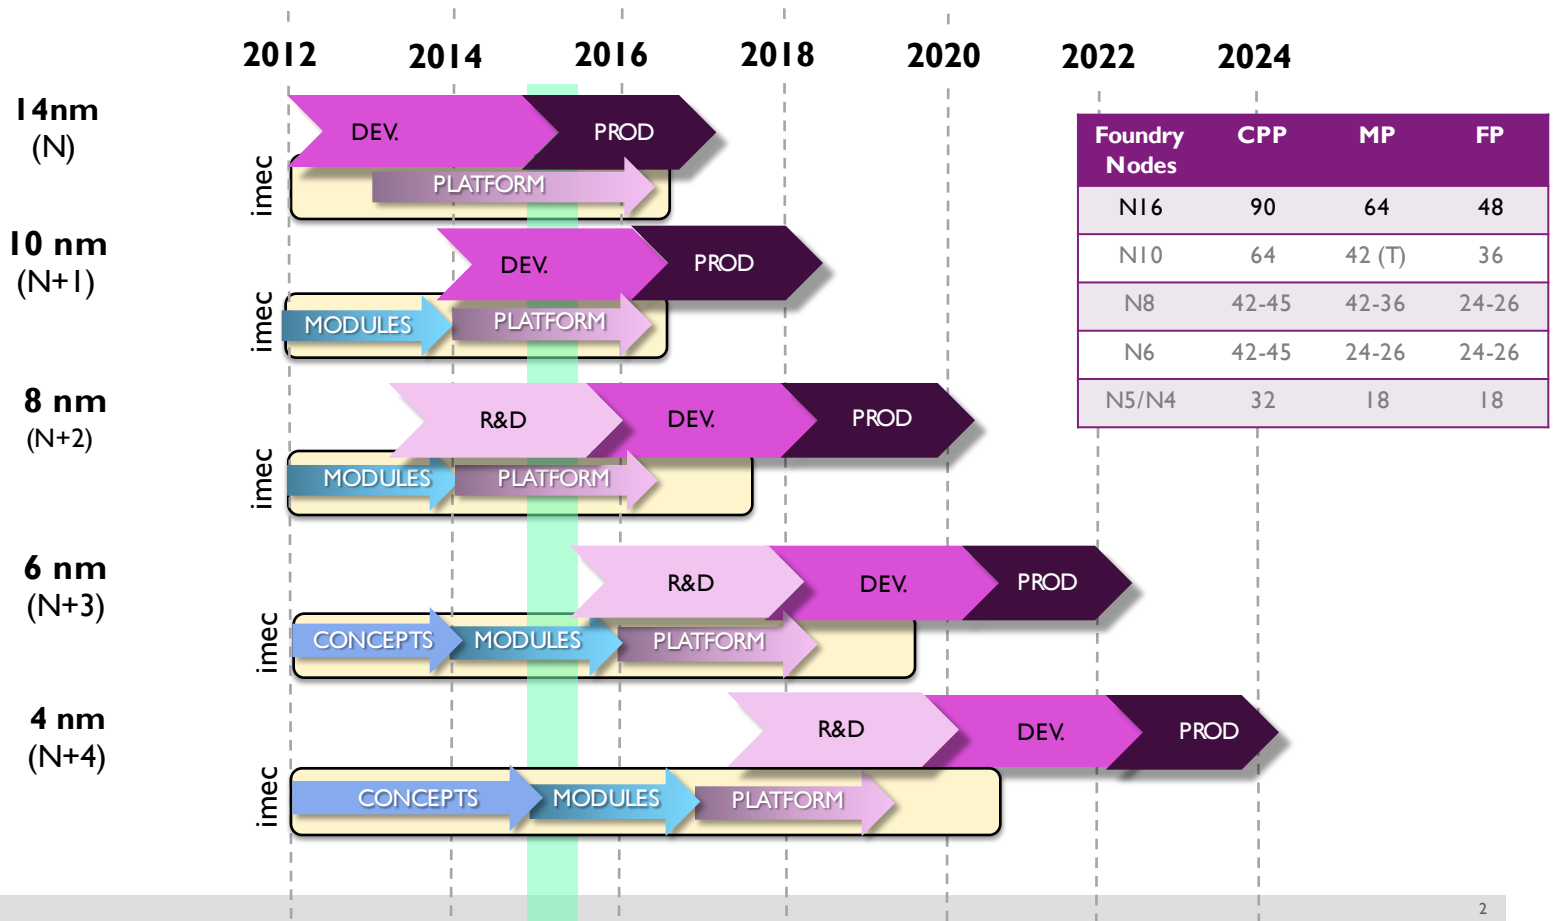 2012 2014 2016 2018 2020 2022 2024
14nm
(N)
DEV. PROD
imec
PLATFORM
10 nm
(N+1)
DEV. PROD
imec
MODULES PLATFORM
8 nm
(N+2)
R&D DEV. PROD
imec
MODULES PLATFORM
6 nm
(N+3)
R&D DEV. PROD
imec
CONCEPTS MODULES PLATFORM
4 nm
(N+4)
R&D DEV. PROD
imec
CONCEPTS MODULES PLATFORM
Foundry CPP MP FP
Nodes
N16 90 64 48
N10 64 42 (T) 36
N8 42-45 42-36 24-26
N6 42-45 24-26 24-26
N5/N4 32 18 18
2